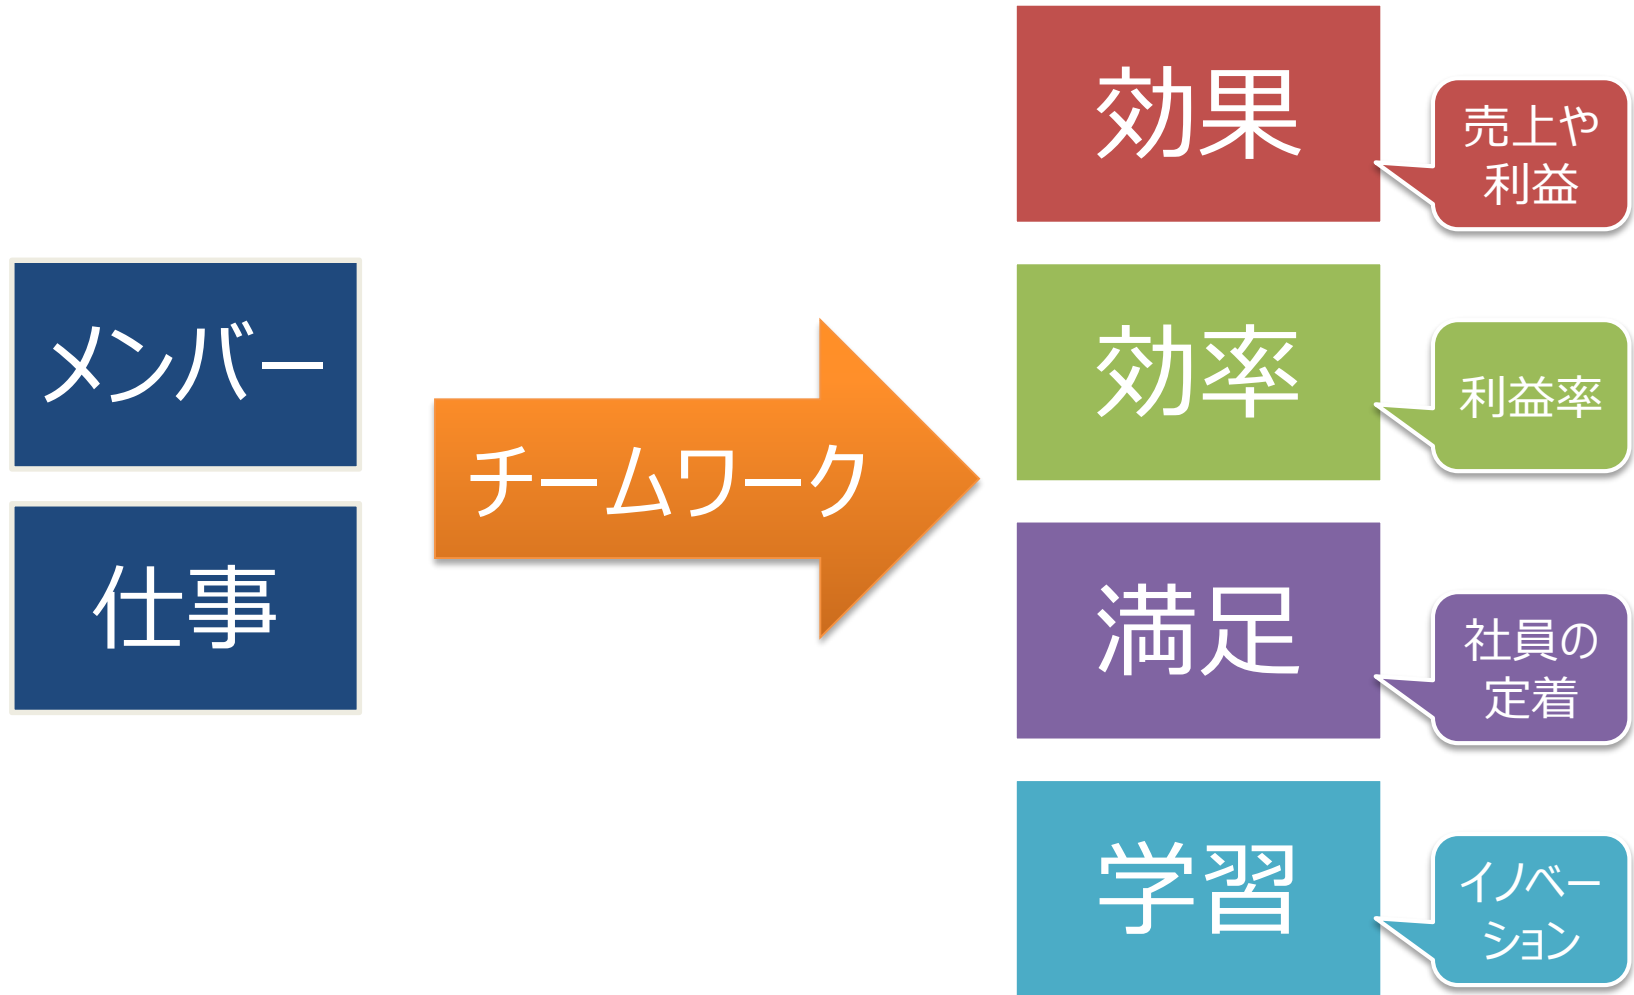 メンバー
仕事
チームワーク
効果
売上や
利益
効率
利益率
満足
社員の
定着
学習
イノベー
ション